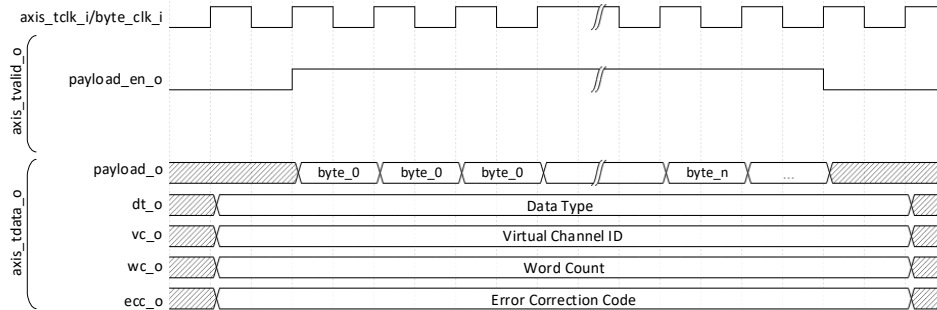 axis_tclk_i/byte_clk_i
axis_tvalid_o
payload_en_o
axis_tdata_o
payload_o byte_0 byte_0 byte_0 byte_n ...
dt_o Data Type
vc_o Virtual Channel ID
wc_o Word Count
ecc_o Error Correction Code